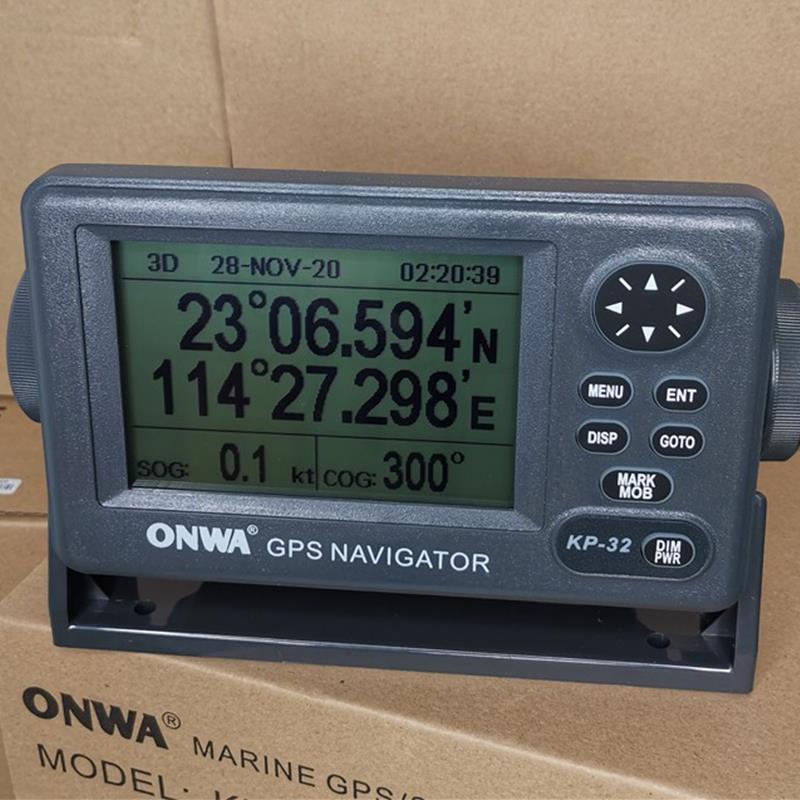 3D 28-NOV-20 02:20:39
23°06.594' N
114°27.298' E
SOG: 0.1 kt COG: 300°
MENU ENT
DISP GOTO
MARK
MOB
KP-32 DIM
PWR
ONWA® GPS NAVIGATOR
ONWA® MARINE GPS/
MODEL: